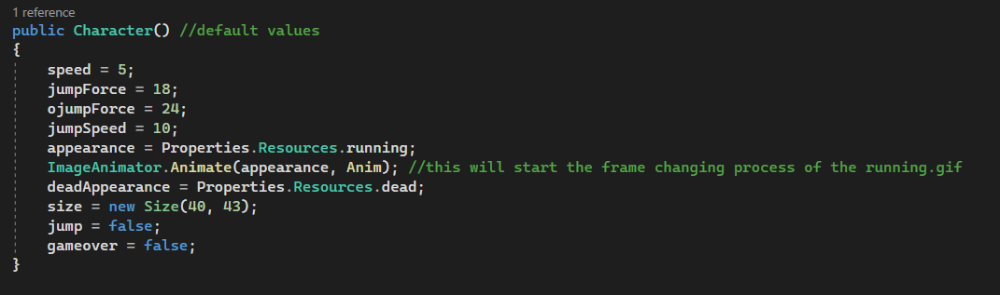 1 reference
public Character() //default values
{
    speed = 5;
    jumpForce = 18;
    ojumpForce = 24;
    jumpSpeed = 10;
    appearance = Properties.Resources.running;
    ImageAnimator.Animate(appearance, Anim); //this will start the frame changing process of the running.gif
    deadAppearance = Properties.Resources.dead;
    size = new Size(40, 43);
    jump = false;
    gameover = false;
}